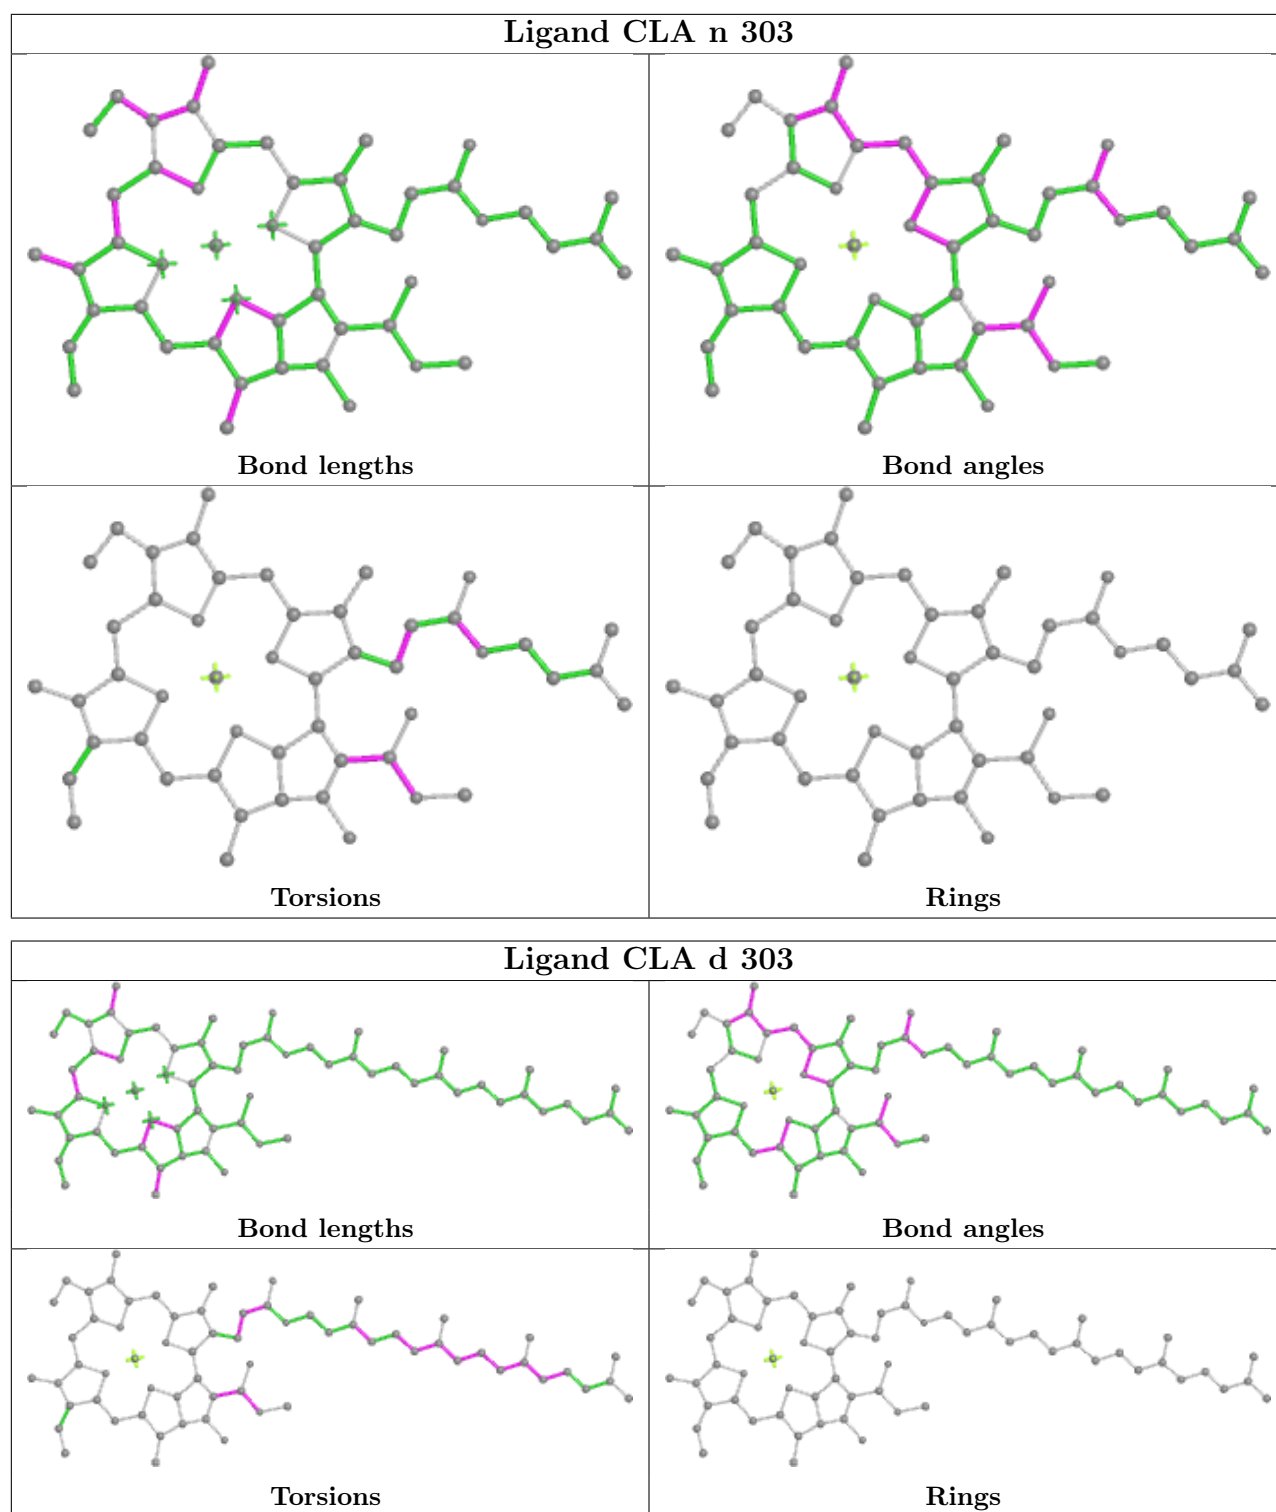 Ligand CLA n 303
Bond lengths
Bond angles
Torsions
Rings
Ligand CLA d 303
Bond lengths
Bond angles
Torsions
Rings